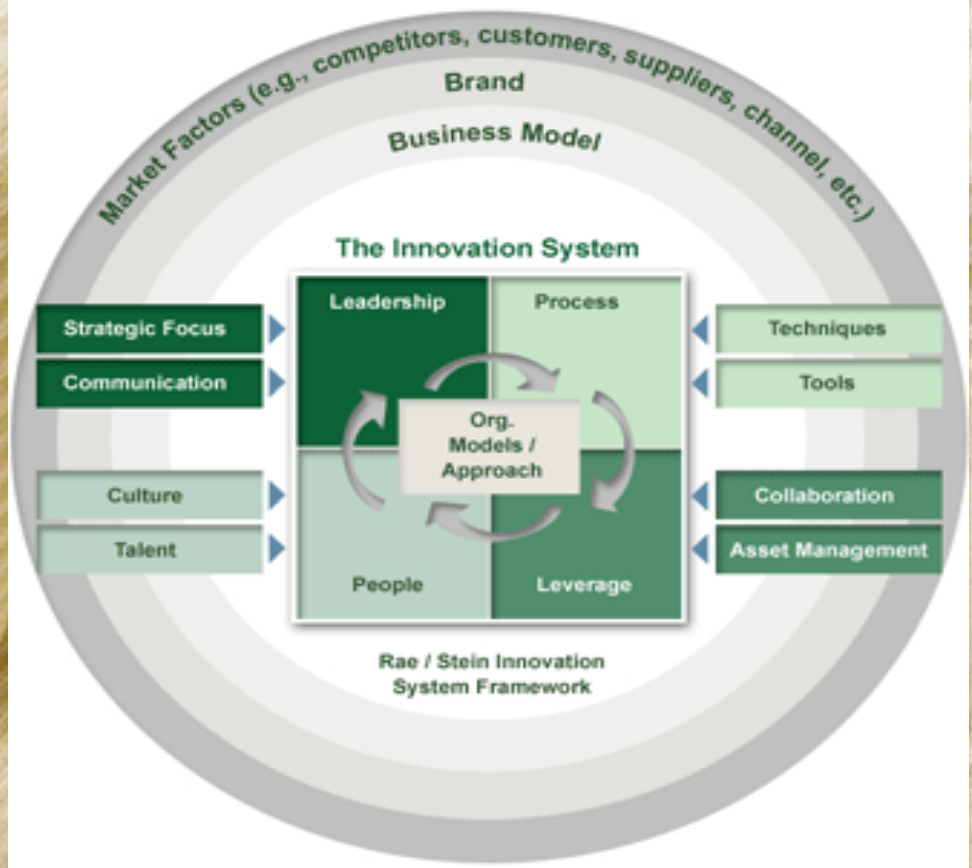 Market Factors (e.g., competitors, customers, suppliers, channel, etc.)
Brand
Business Model
The Innovation System
Leadership
Process
Strategic Focus
Communication
Techniques
Tools
Org.
Models /
Approach
Culture
Talent
Collaboration
Asset Management
People
Leverage
Rae / Stein Innovation
System Framework